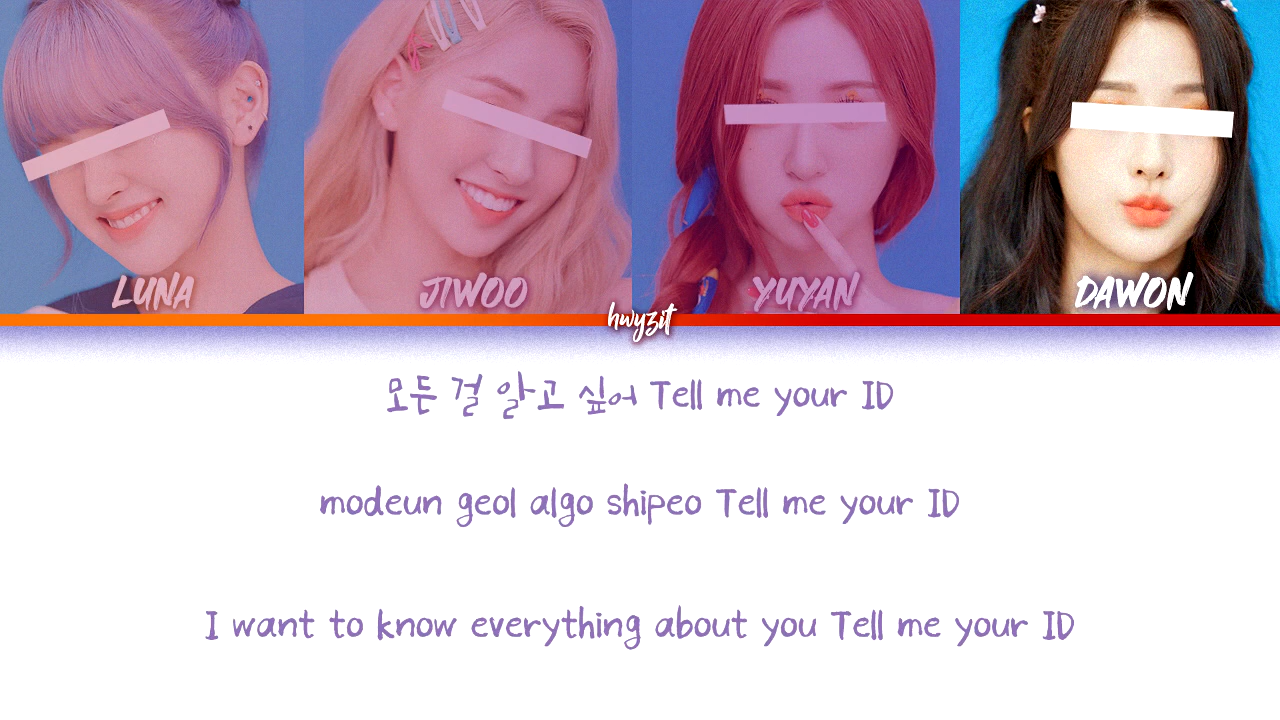 LUNA JIWOO YUYAN DAWON
hwyzit
모든 걸 알고 싶어 Tell me your ID
modeun geol algo shipeo Tell me your ID
I want to know everything about you Tell me your ID